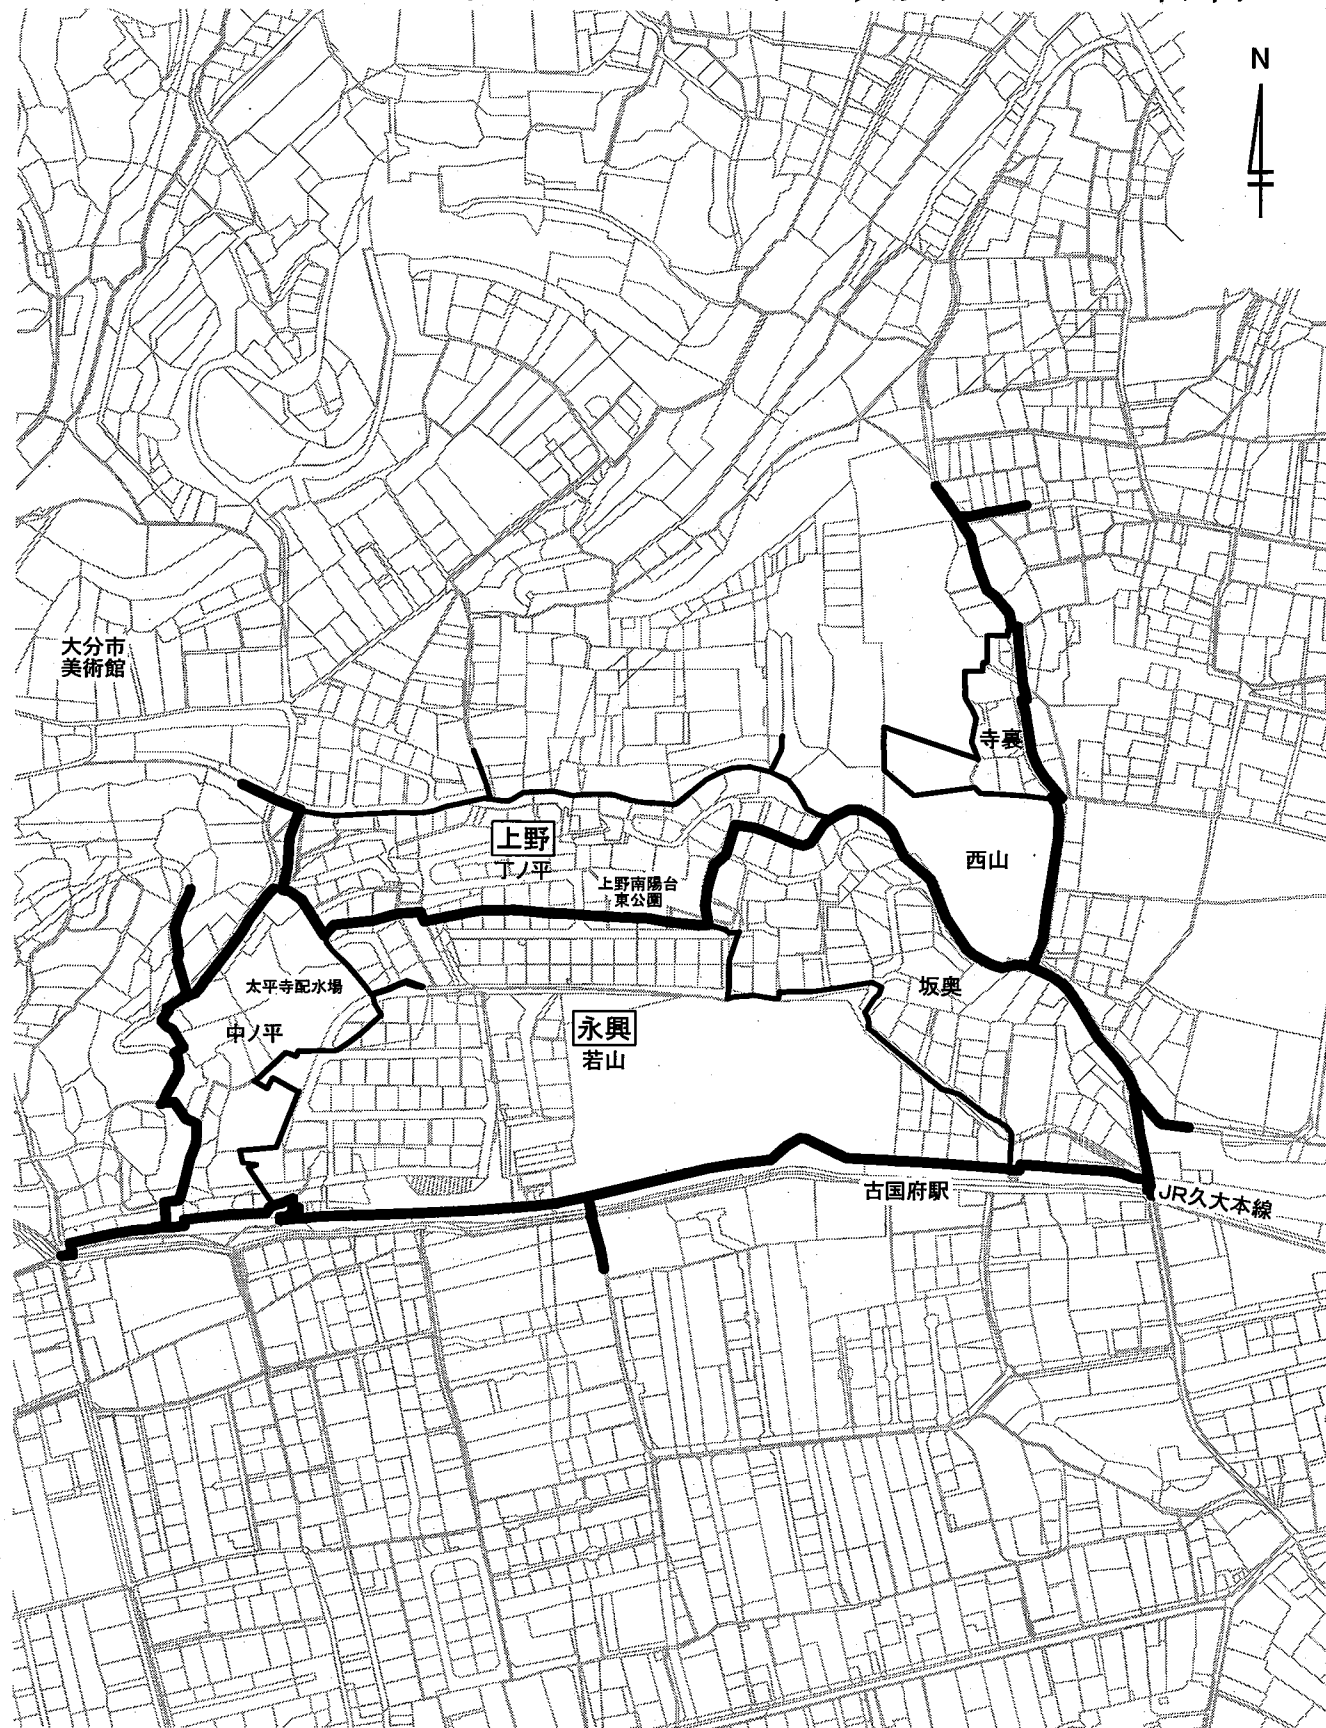 N
大分市
美術館
寺裏
上野
丁ノ平
西山
上野南陽台
東公園
太平寺配水場
坂奥
中ノ平
永興
若山
古国府駅
JR久大本線